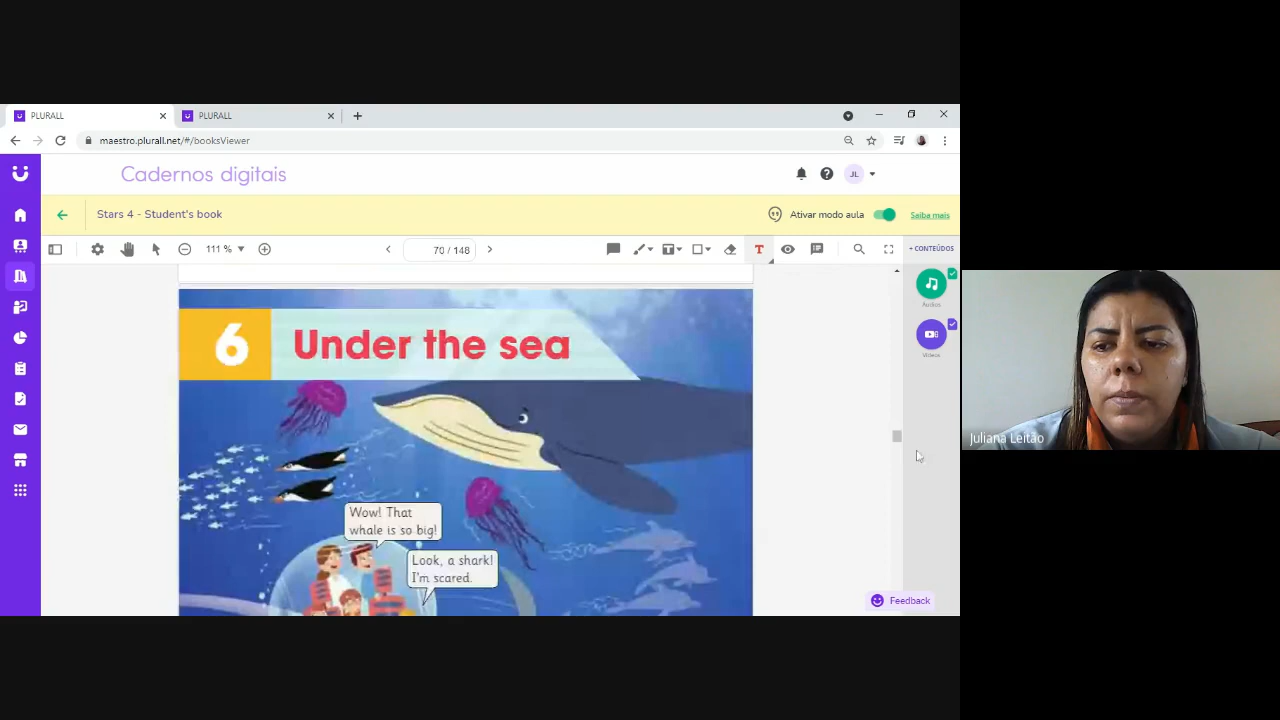 PLURALL
PLURALL
maestro.plurall.net/#/booksViewer
Cadernos digitais
JL
Stars 4 - Student's book
Ativar modo aula
Saiba mais
111 %
70 / 148
T
+ CONTEÚDOS
Áudios
Vídeos
6
Under the sea
Wow! That
whale is so big!
Look, a shark!
I'm scared.
Feedback
Juliana Leitão